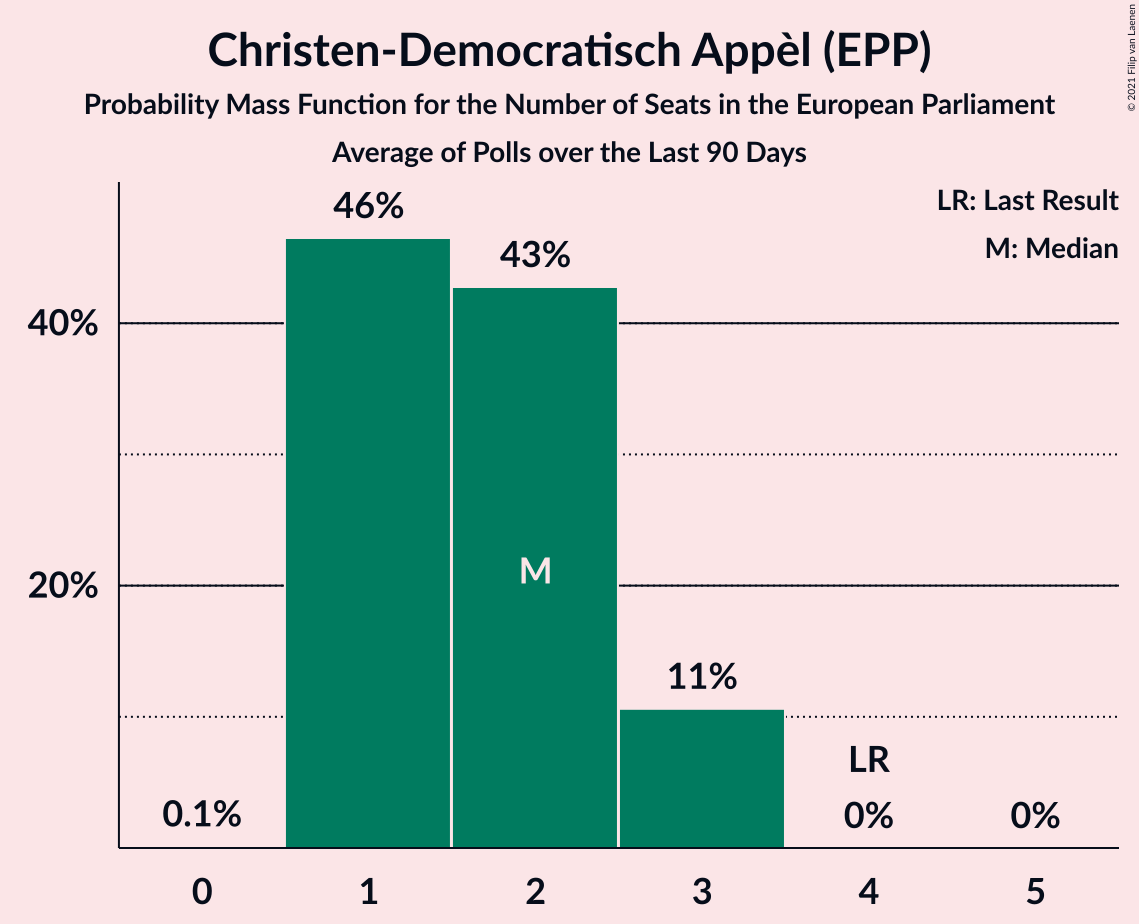 Christen-Democratisch Appèl (EPP)
Probability Mass Function for the Number of Seats in the European Parliament
Average of Polls over the Last 90 Days
© 2021 Filip van Laenen
LR: Last Result
M: Median
46%
43%
40%
M
20%
11%
LR
0.1%
0%
0%
0
1
2
3
4
5